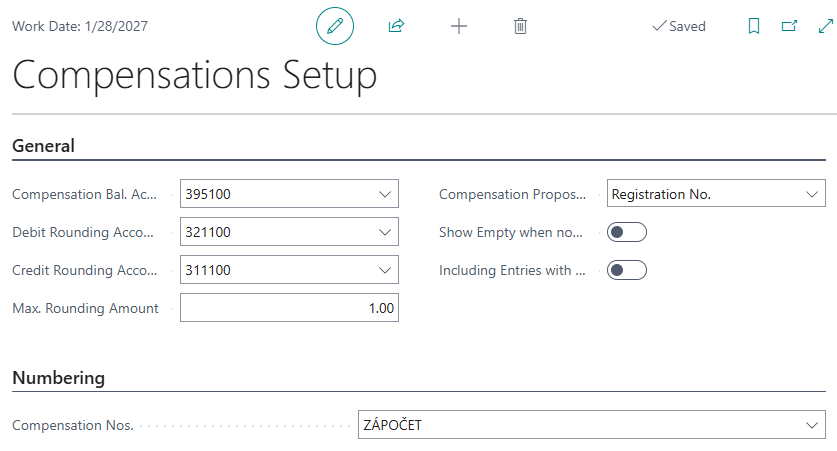 Work Date: 1/28/2027
Saved
Compensations Setup
General
Compensation Bal. Ac... 395100
Compensation Propos... Registration No.
Debit Rounding Acco... 321100
Show Empty when no...
Credit Rounding Acco... 311100
Including Entries with ...
Max. Rounding Amount 1.00
Numbering
Compensation Nos. ZÁPOČET